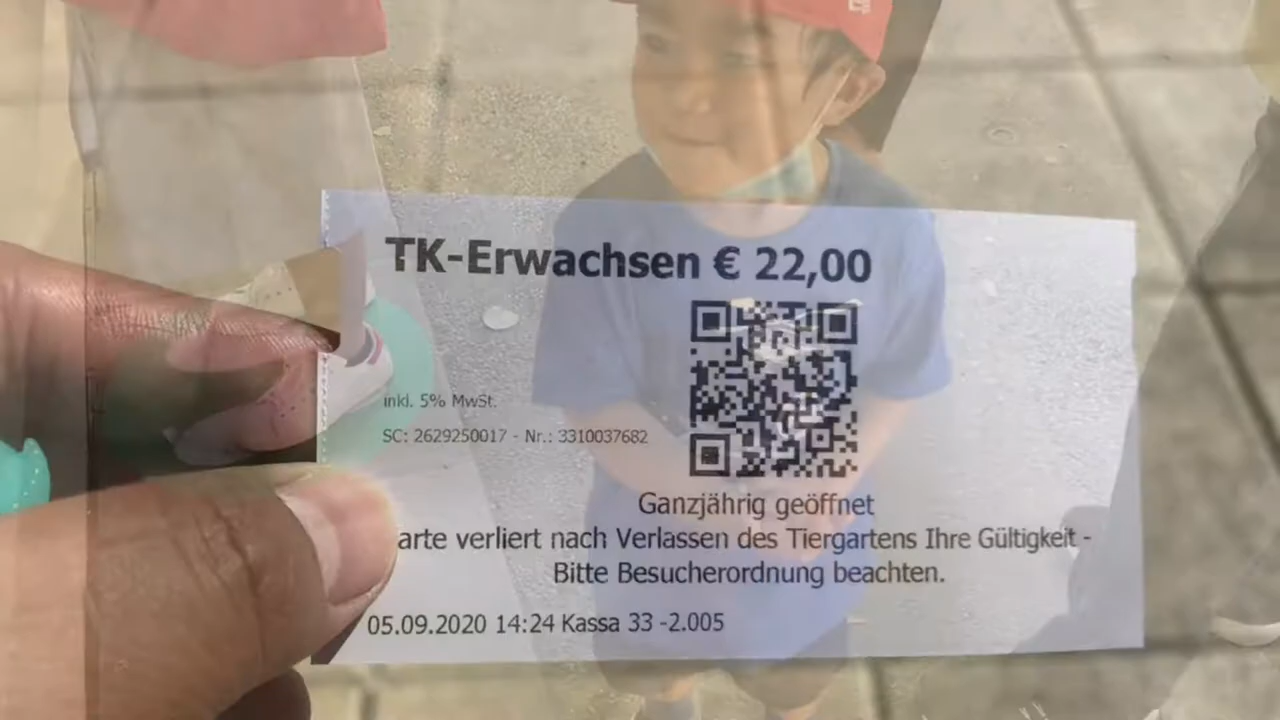 TK-Erwachsen € 22,00
inkl. 5% MwSt.
SC: 2629250017 - Nr.: 3310037682
Ganzjährig geöffnet
arte verliert nach Verlassen des Tiergartens Ihre Gültigkeit -
Bitte Besucherordnung beachten.
05.09.2020 14:24 Kassa 33 -2.005